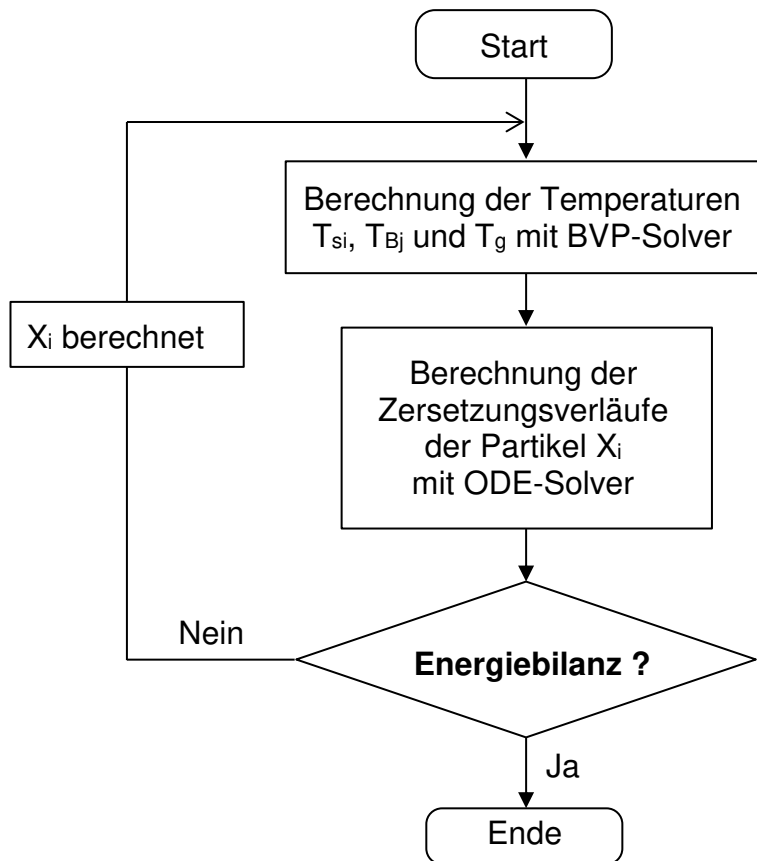 Start
Berechnung der Temperaturen
Tsi, TBj und Tg mit BVP-Solver
Xi berechnet
Berechnung der
Zersetzungsverläufe
der Partikel Xi
mit ODE-Solver
Nein
Energiebilanz ?
Ja
Ende